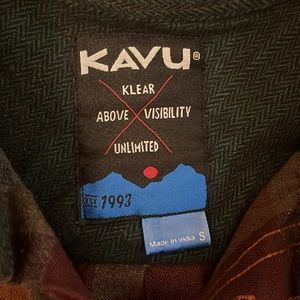 KAVU®
KLEAR
ABOVE VISIBILITY
UNLIMITED
EST 1993
Made in India S